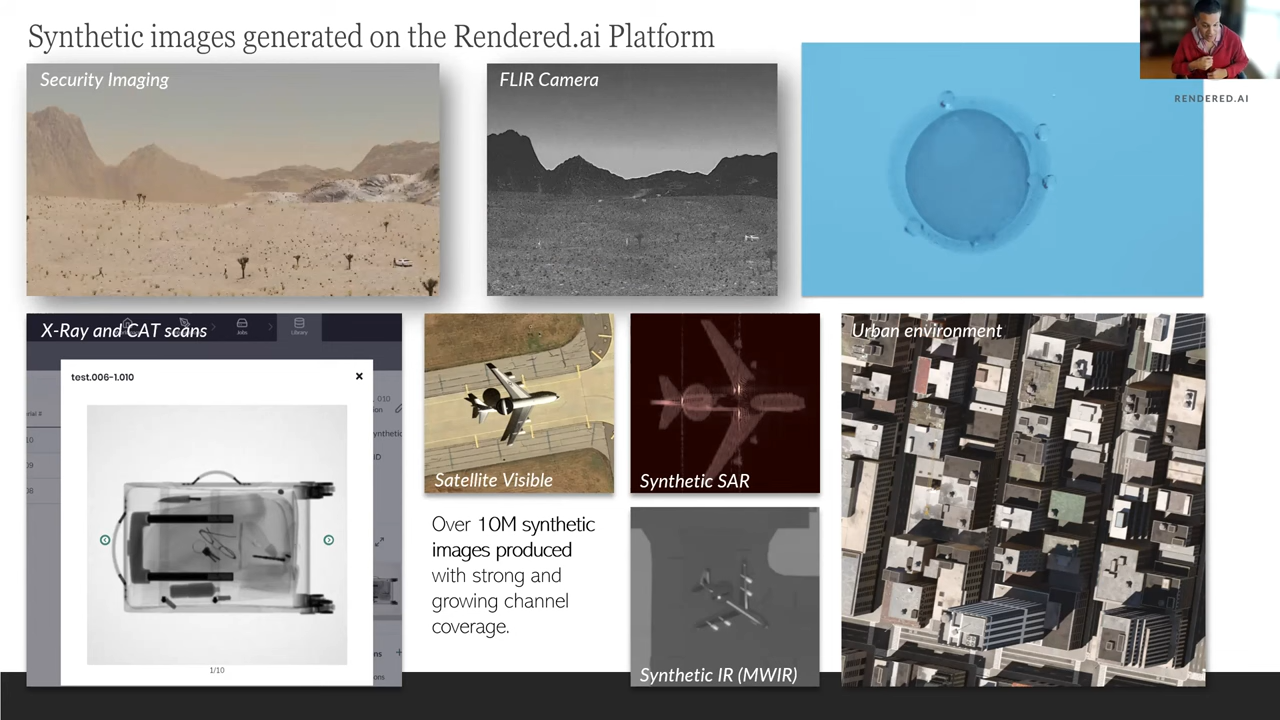 Synthetic images generated on the Rendered.ai Platform
Security Imaging
FLIR Camera
RENDERED.AI
X-Ray and CAT scans
Jobs
Library
test.006-1.010
1/10
Satellite Visible
Synthetic SAR
Over 10M synthetic
images produced
with strong and
growing channel
coverage.
Synthetic IR (MWIR)
Urban environment